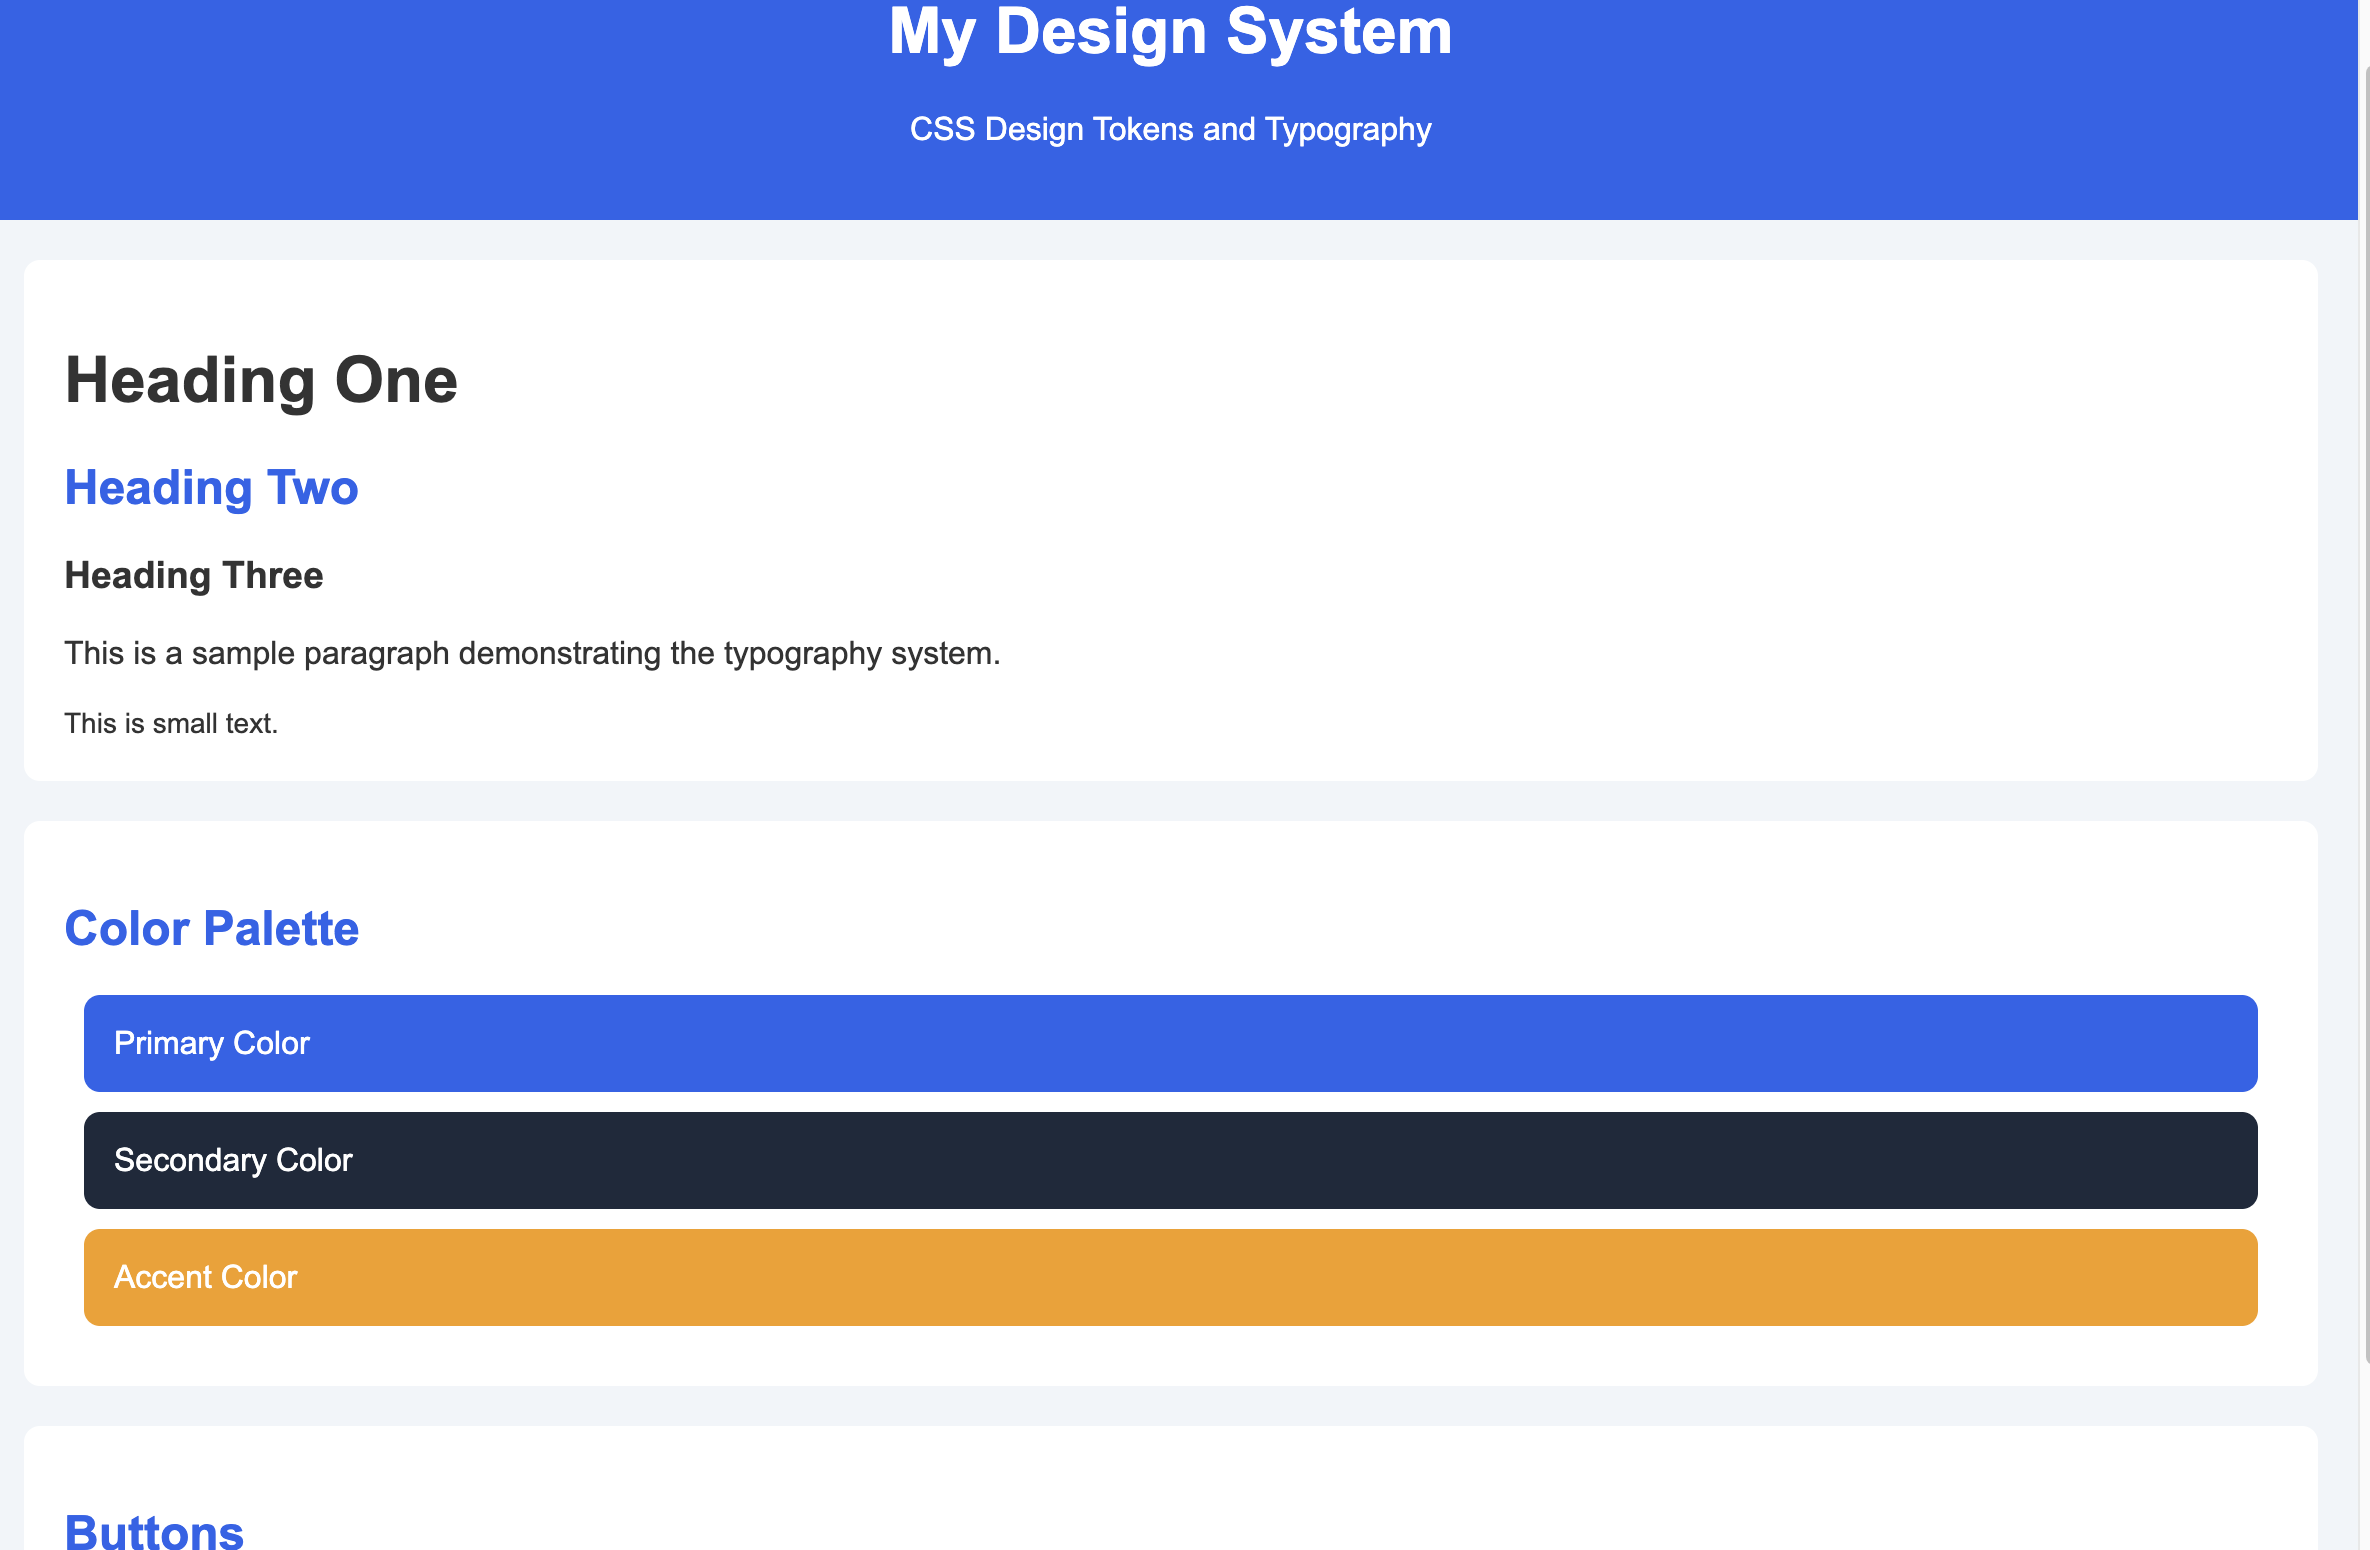 My Design System
CSS Design Tokens and Typography
Heading One
Heading Two
Heading Three
This is a sample paragraph demonstrating the typography system.
This is small text.
Color Palette
Primary Color
Secondary Color
Accent Color
Buttons